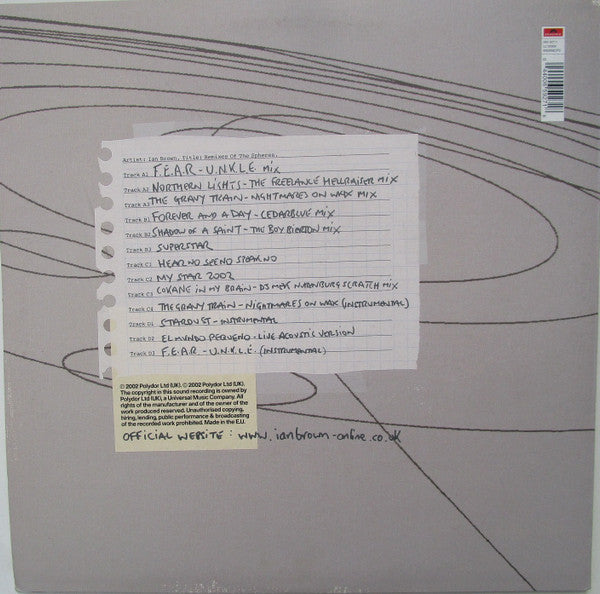 Artist: Ian Brown. Title: Remixes Of The Spheres.
Track A1 F.E.A.R - U.N.K.L.E MIX
Track A2 NORTHERN LIGHTS - THE FREELANCE HELLRAISER MIX
Track A3 THE GRAVY TRAIN - NIGHTMARES ON WAX MIX
Track B1 FOREVER AND A DAY - CEDARBLUE MIX
Track B2 SHADOW OF A SAINT - THE BOY BIERTON MIX
Track B3 SUPERSTAR
Track C1 HEAR NO SEE NO SPEAK NO
Track C2 MY STAR 2002
Track C3 COKANE IN MY BRAIN - DJ MEK SCRATCH MIX
Track C4 THE GRAVY TRAIN - NIGHTMARES ON WAX (INSTRUMENTAL)
Track D1 STARDUST - INSTRUMENTAL
Track D2 EL MUNDO PEQUENO - LIVE ACOUSTIC VERSION
Track D3 F.E.A.R. - U.N.K.L.E. (INSTRUMENTAL)
℗ 2002 Polydor Ltd (UK). © 2002 Polydor Ltd (UK).
The copyright in this sound recording is owned by
Polydor Ltd (UK), a Universal Music Company. All
rights of the manufacturer and of the owner of the
work produced reserved. Unauthorised copying,
hiring, lending, public performance & broadcasting
of the recorded work prohibited. Made in the E.U.
OFFICIAL WEBSITE : www.ianbrown-online.co.uk